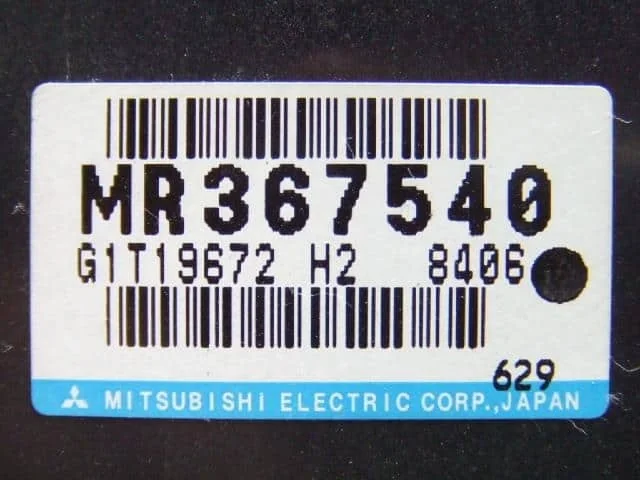 MR367540
G1T19672 H2 8406
629
MITSUBISHI ELECTRIC CORP.,JAPAN